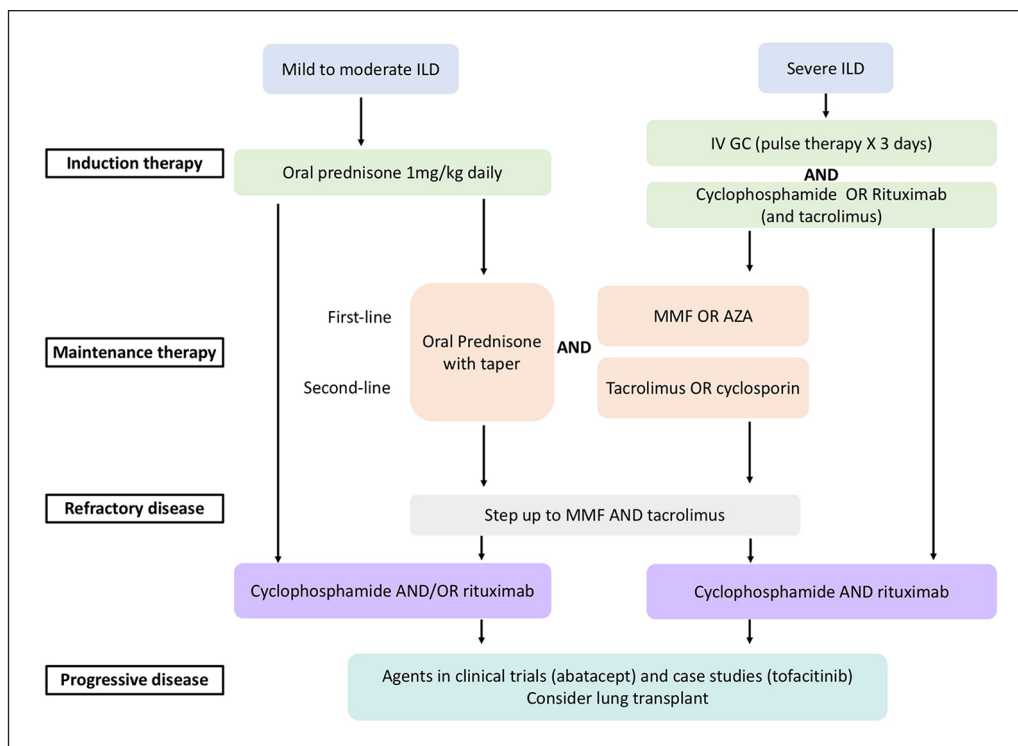 Mild to moderate ILD
Severe ILD
Induction therapy
Oral prednisone 1mg/kg daily
IV GC (pulse therapy X 3 days)
AND
Cyclophosphamide OR Rituximab
(and tacrolimus)
Maintenance therapy
First-line
Second-line
Oral Prednisone
with taper
AND
MMF OR AZA
Tacrolimus OR cyclosporin
Refractory disease
Step up to MMF AND tacrolimus
Cyclophosphamide AND/OR rituximab
Cyclophosphamide AND rituximab
Progressive disease
Agents in clinical trials (abatacept) and case studies (tofacitinib)
Consider lung transplant